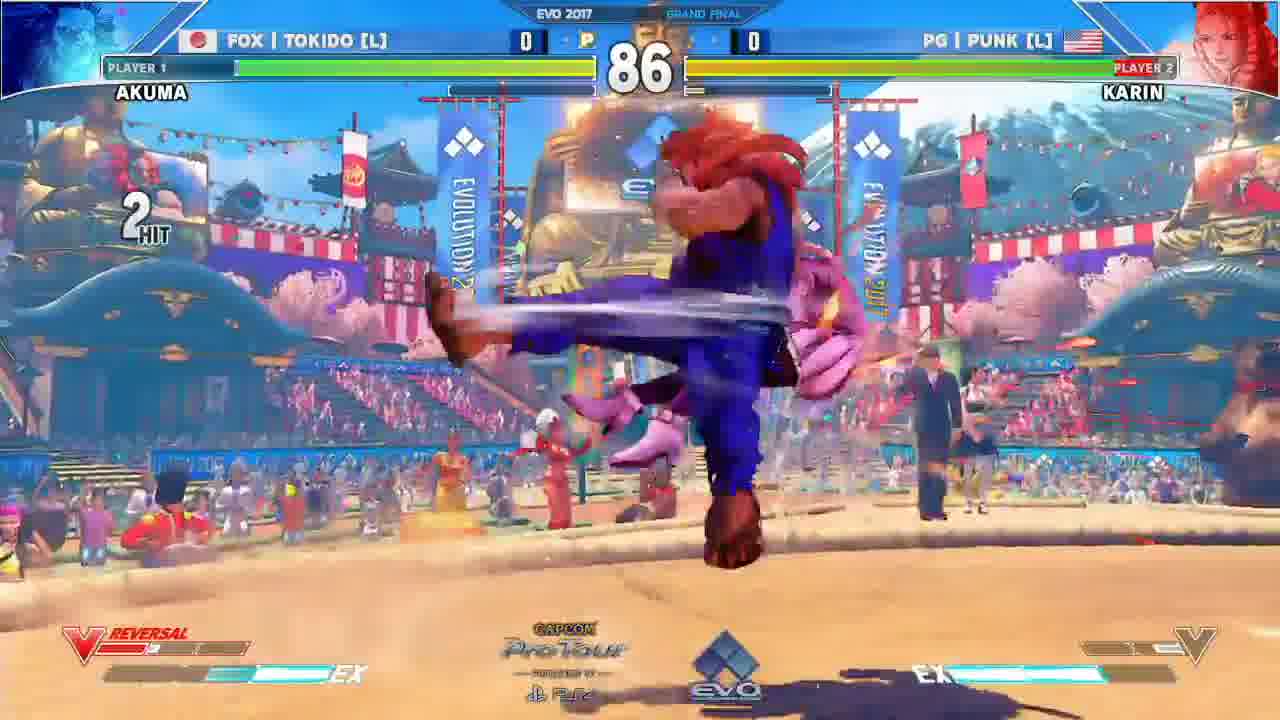 EVO 2017 GRAND FINAL
FOX | TOKIDO [L] 0 P 86 0 PG | PUNK [L]
PLAYER 1 PLAYER 2
AKUMA KARIN
2 HIT
EVOLUTION 2
REVERSAL
EX EX
CAPCOM
Pro Tour
EVO